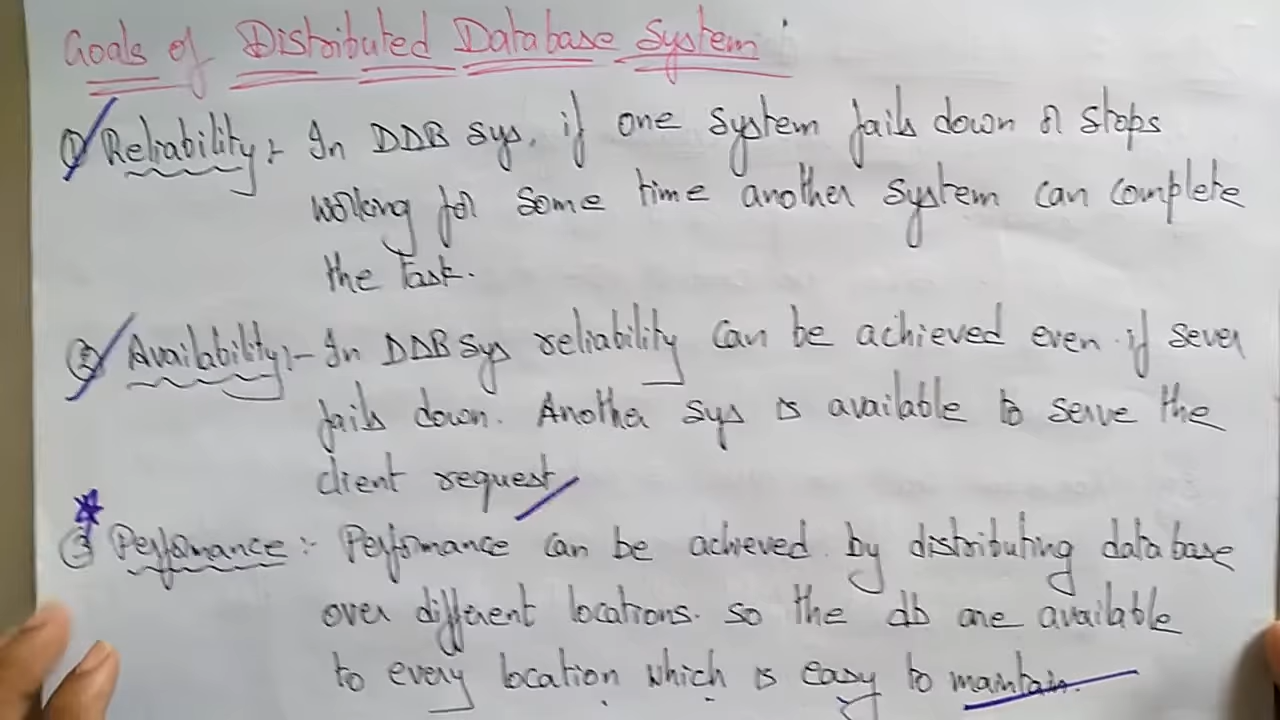 Goals of Distributed Database System :
① Reliability :- In DDB sys, if one system fails down or stops
working for some time another system can complete
the task.
② Availability :- In DDB sys reliability can be achieved even if sever
fails down. Another sys is available to serve the
client request
③ Performance :- Performance can be achieved by distributing database
over different locations. so the db are available
to every location which is easy to maintain.